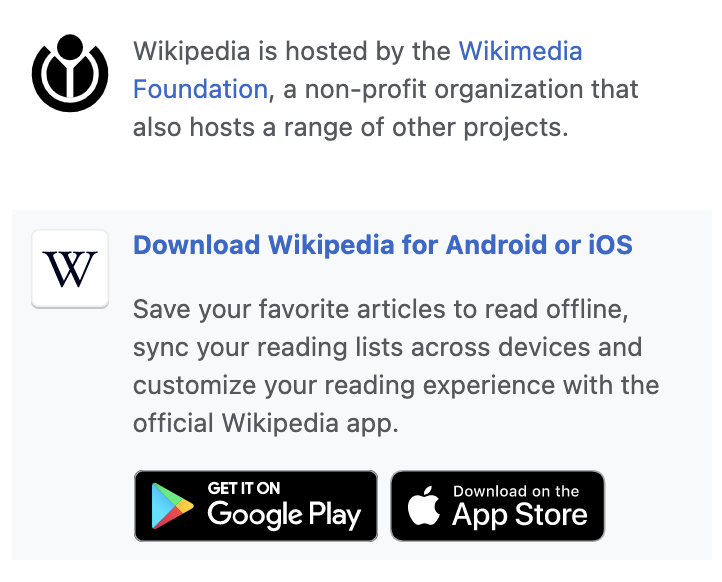 Wikipedia is hosted by the Wikimedia
Foundation, a non-profit organization that
also hosts a range of other projects.
W
Download Wikipedia for Android or iOS
Save your favorite articles to read offline,
sync your reading lists across devices and
customize your reading experience with the
official Wikipedia app.
GET IT ON
Google Play
Download on the
App Store